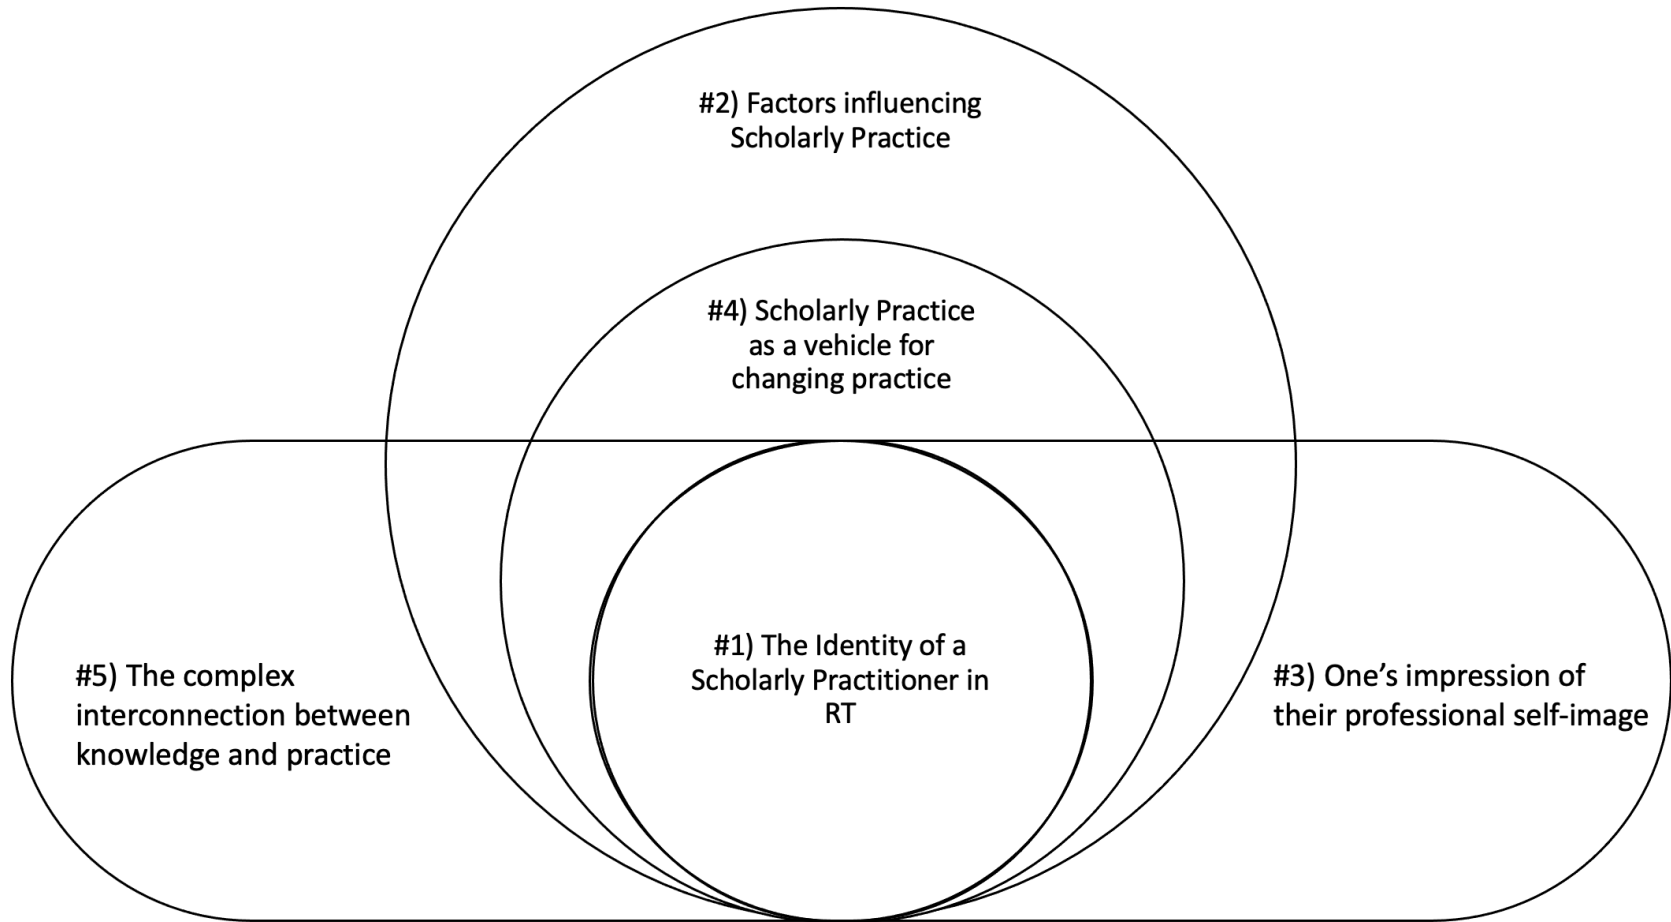 #2) Factors influencing
Scholarly Practice
#4) Scholarly Practice
as a vehicle for
changing practice
#1) The Identity of a
Scholarly Practitioner in
RT
#5) The complex
interconnection between
knowledge and practice
#3) One’s impression of
their professional self-image